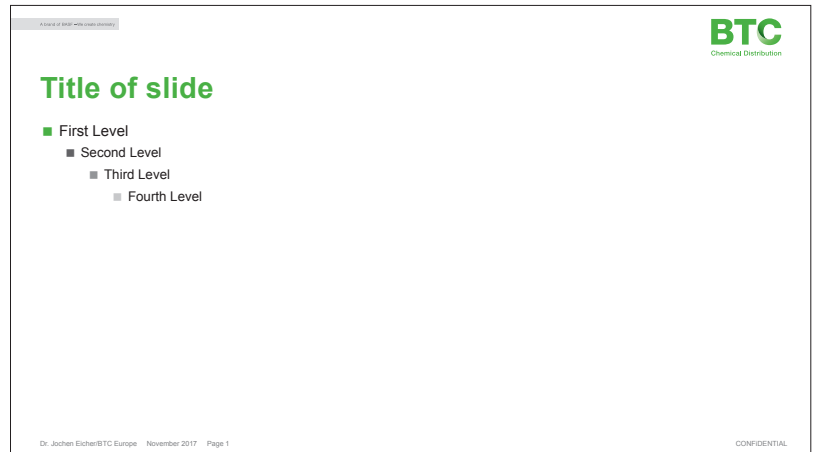 A brand of BASF – We create chemistry
BTC
Chemical Distribution
Title of slide
First Level
Second Level
Third Level
Fourth Level
Dr. Jochen Eicher/BTC Europe November 2017 Page 1
CONFIDENTIAL